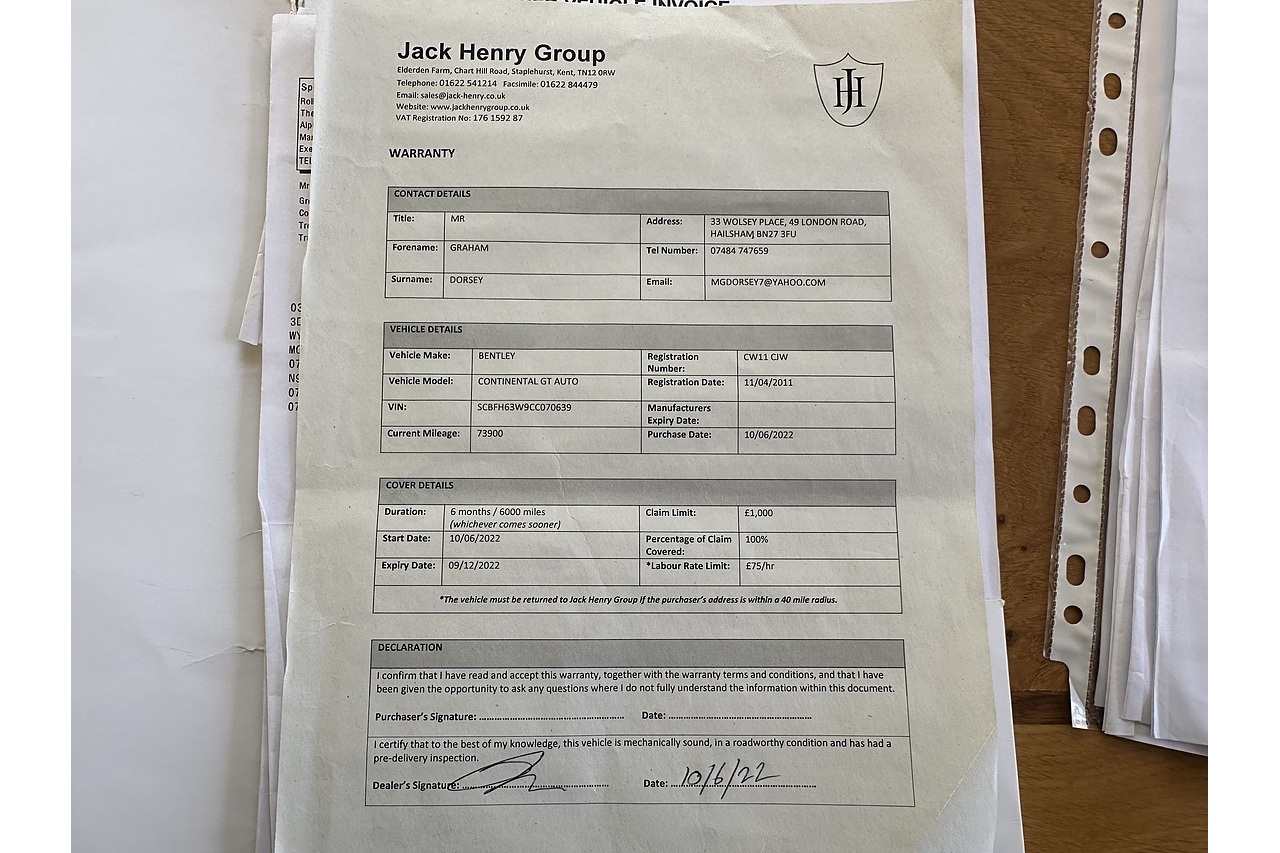 VEHICLE INVOICE
Jack Henry Group
Elderden Farm, Chart Hill Road, Staplehurst, Kent, TN12 0RW
Telephone: 01622 541214 Facsimile: 01622 844479
Email: sales@jack-henry.co.uk
Website: www.jackhenrygroup.co.uk
VAT Registration No: 176 1592 87
JH
WARRANTY
CONTACT DETAILS
Title: MR Address: 33 WOLSEY PLACE, 49 LONDON ROAD,
HAILSHAM, BN27 3FU
Forename: GRAHAM Tel Number: 07484 747659
Surname: DORSEY Email: MGDORSEY7@YAHOO.COM
VEHICLE DETAILS
Vehicle Make: BENTLEY Registration Number: CW11 CJW
Vehicle Model: CONTINENTAL GT AUTO Registration Date: 11/04/2011
VIN: SCBFH63W9CC070639 Manufacturers Expiry Date:
Current Mileage: 73900 Purchase Date: 10/06/2022
COVER DETAILS
Duration: 6 months / 6000 miles Claim Limit: £1,000
(whichever comes sooner)
Start Date: 10/06/2022 Percentage of Claim Covered: 100%
Expiry Date: 09/12/2022 *Labour Rate Limit: £75/hr
*The vehicle must be returned to Jack Henry Group if the purchaser's address is within a 40 mile radius.
DECLARATION
I confirm that I have read and accept this warranty, together with the warranty terms and conditions, and that I have
been given the opportunity to ask any questions where I do not fully understand the information within this document.
Purchaser's Signature: Date:
I certify that to the best of my knowledge, this vehicle is mechanically sound, in a roadworthy condition and has had a
pre-delivery inspection.
Dealer's Signature: Date: 10/6/22